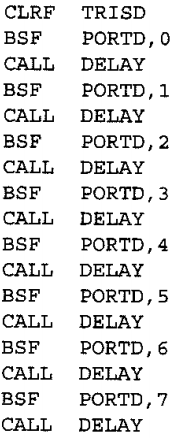 CLRF TRISD
BSF PORTD,0
CALL DELAY
BSF PORTD,1
CALL DELAY
BSF PORTD,2
CALL DELAY
BSF PORTD,3
CALL DELAY
BSF PORTD,4
CALL DELAY
BSF PORTD,5
CALL DELAY
BSF PORTD,6
CALL DELAY
BSF PORTD,7
CALL DELAY